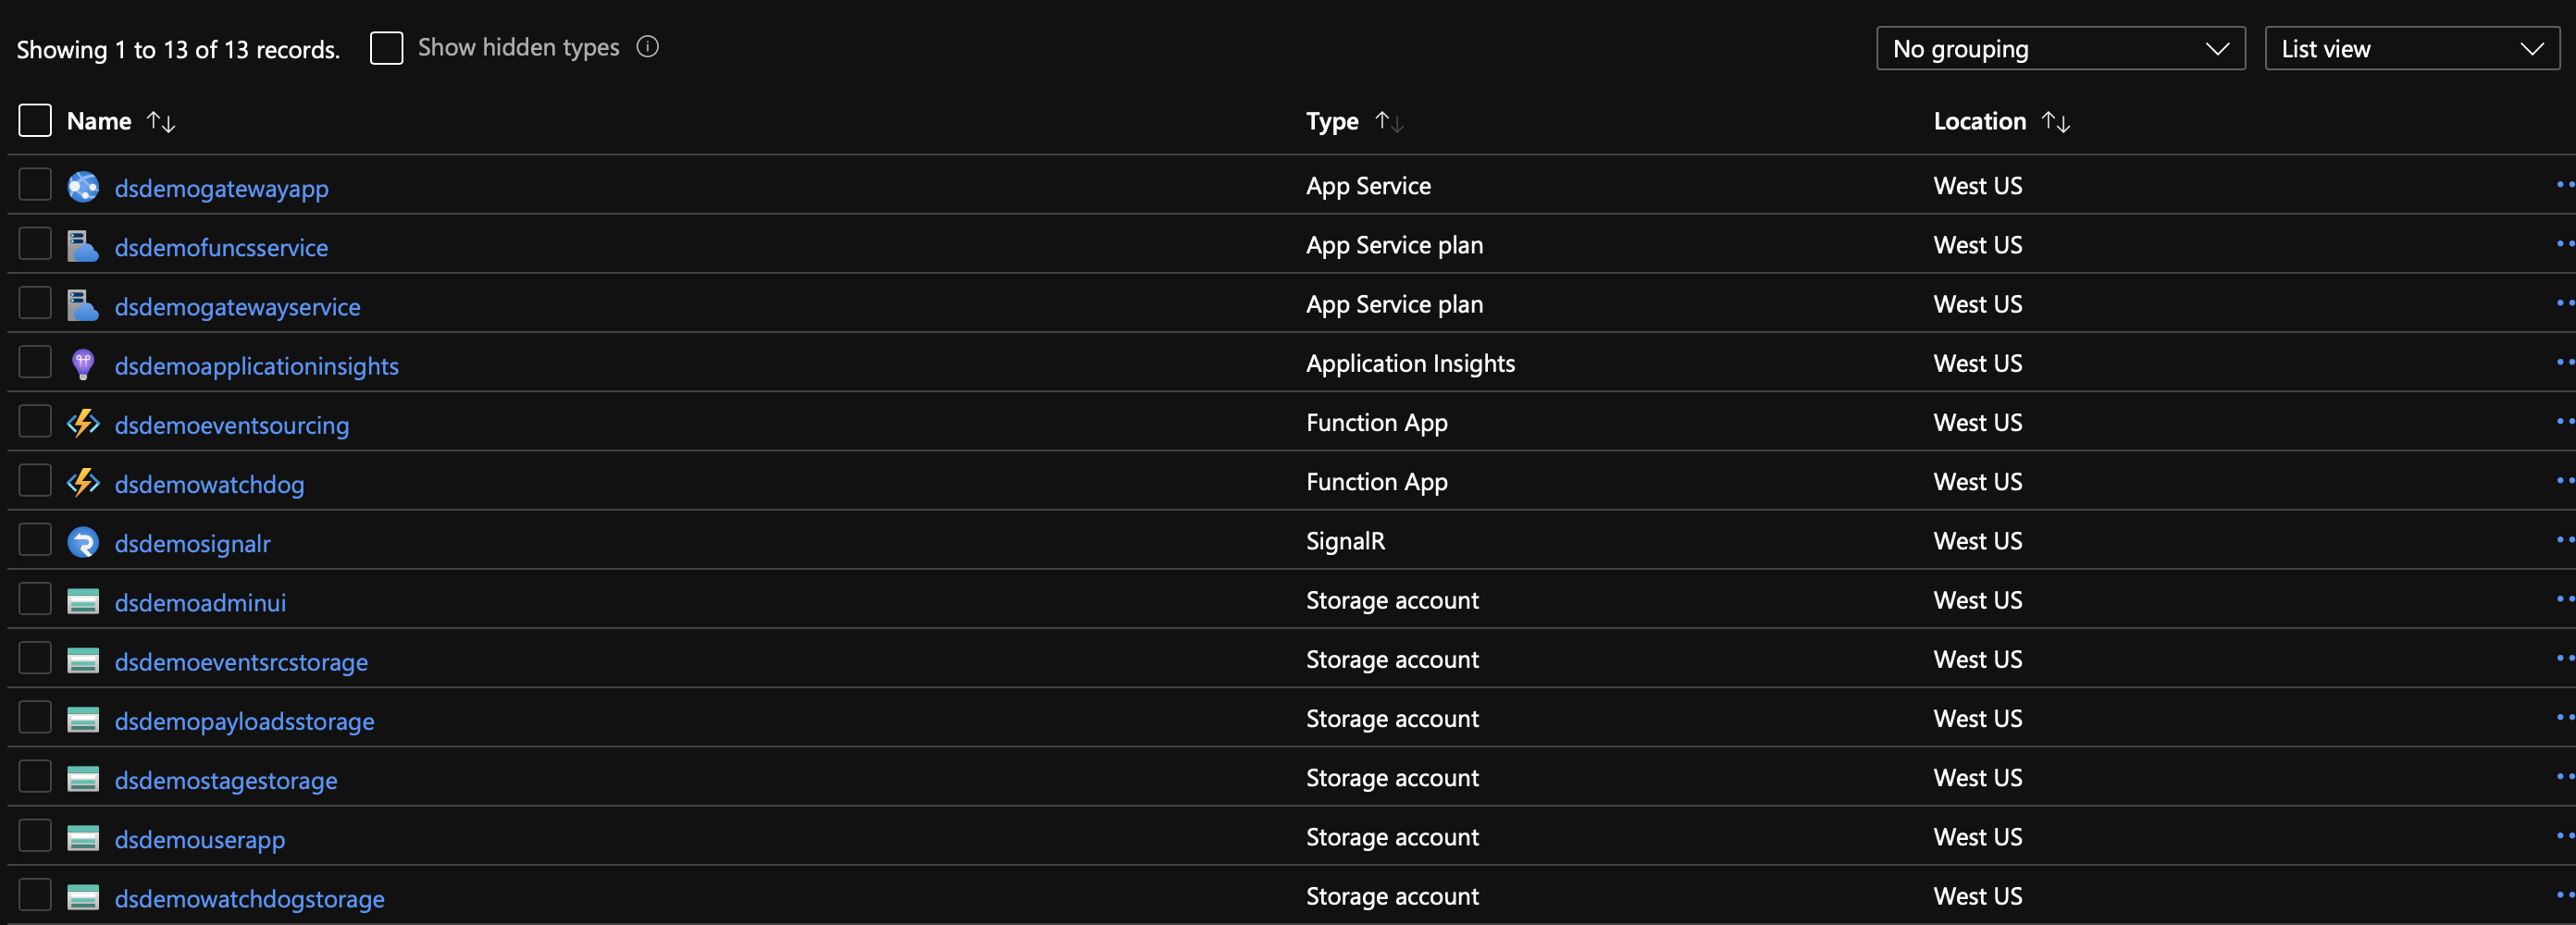 Showing 1 to 13 of 13 records. Show hidden types No grouping List view
Name Type Location
dsdemogatewayapp App Service West US
dsdemofuncsservice App Service plan West US
dsdemogatewayservice App Service plan West US
dsdemoapplicationinsights Application Insights West US
dsdemoeventsourcing Function App West US
dsdemowatchdog Function App West US
dsdemosignalr SignalR West US
dsdemoadminui Storage account West US
dsdemoeventsrcstorage Storage account West US
dsdemopayloadsstorage Storage account West US
dsdemostagestorage Storage account West US
dsdemouserapp Storage account West US
dsdemowatchdogstorage Storage account West US